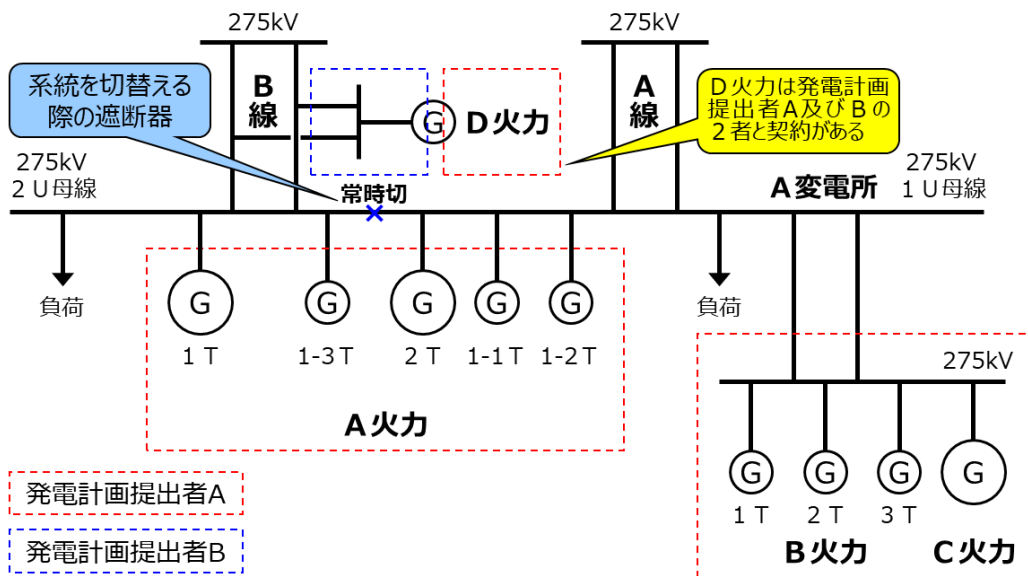 275kV
275kV
系統を切替える
際の遮断器
B
線
G
D火力
A
線
D火力は発電計画
提出者A及びBの
2者と契約がある
275kV
2U母線
常時切
A変電所
275kV
1U母線
負荷
G
G
G
G
G
負荷
1T
1-3T
2T
1-1T
1-2T
A火力
275kV
G
G
G
G
1T
2T
3T
B火力
C火力
発電計画提出者A
発電計画提出者B